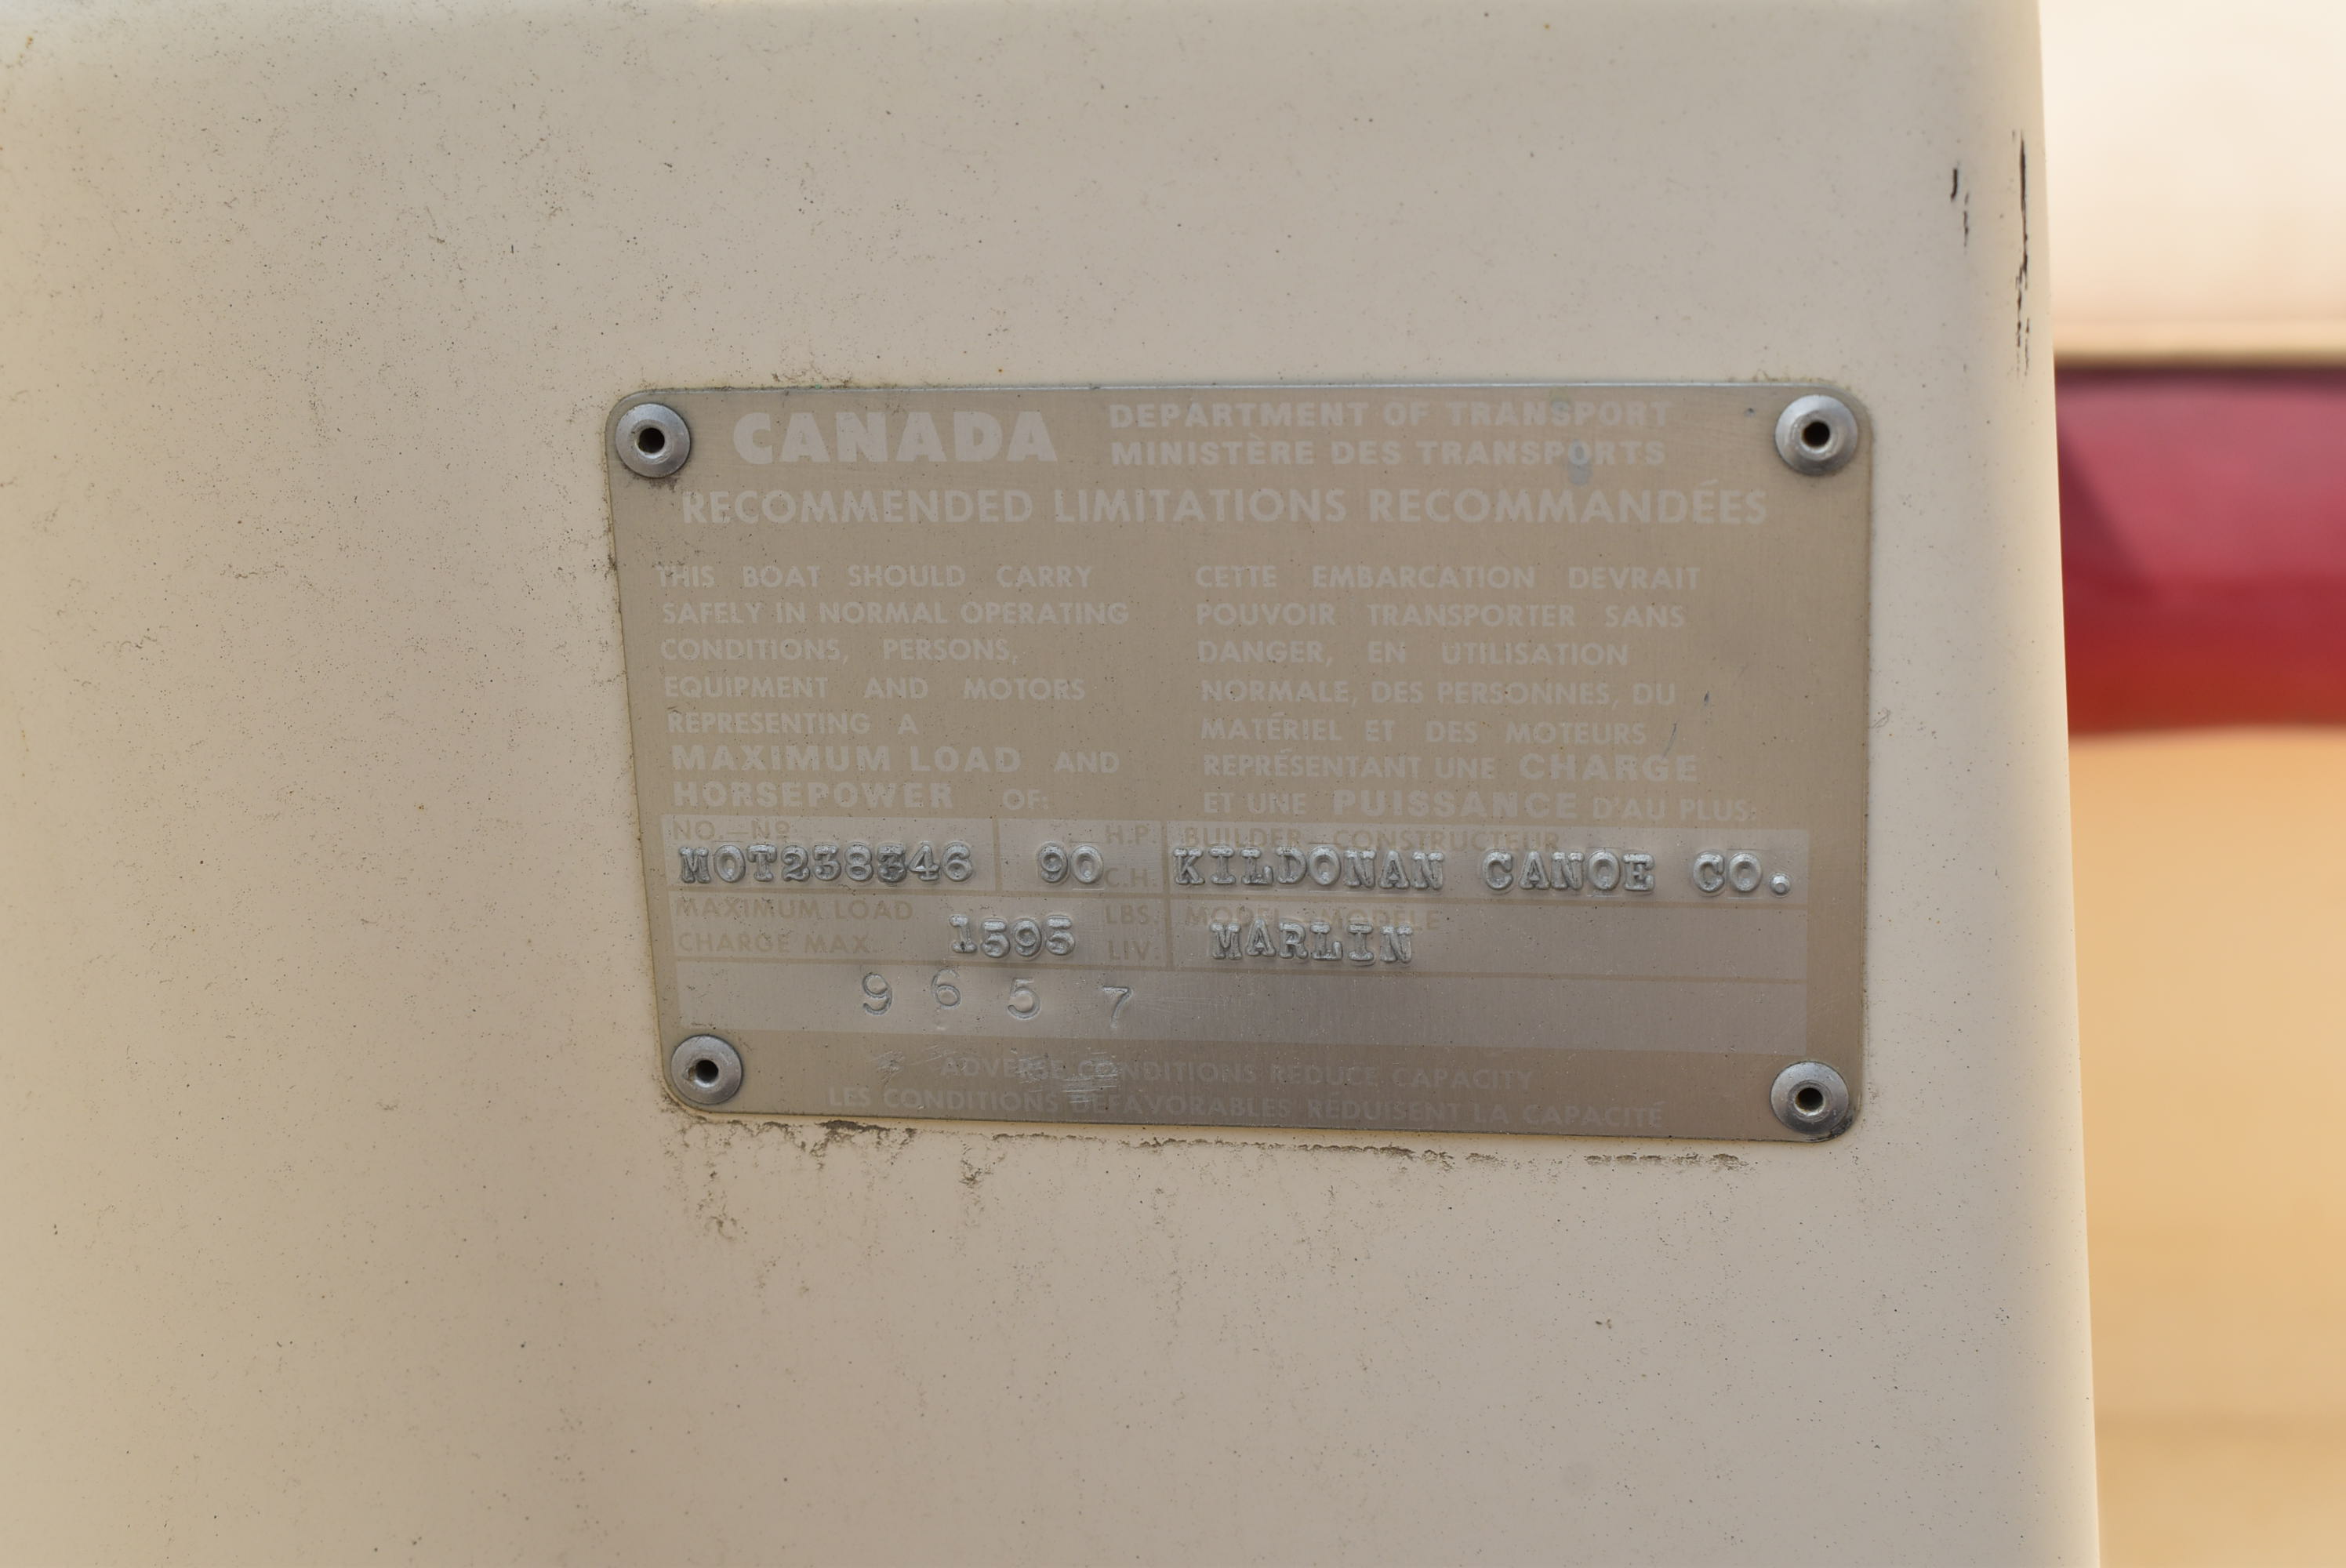 CANADA DEPARTMENT OF TRANSPORT
MINISTÈRE DES TRANSPORTS
RECOMMENDED LIMITATIONS RECOMMANDÉES
THIS BOAT SHOULD CARRY
SAFELY IN NORMAL OPERATING
CONDITIONS, PERSONS,
EQUIPMENT AND MOTORS
REPRESENTING A
MAXIMUM LOAD AND
HORSEPOWER OF:
CETTE EMBARCATION DEVRAIT
POUVOIR TRANSPORTER SANS
DANGER, EN UTILISATION
NORMALE, DES PERSONNES, DU
MATÉRIEL ET DES MOTEURS
REPRÉSENTANT UNE CHARGE
ET UNE PUISSANCE D'AU PLUS:
NO.—Nº H.P. BUILDER—CONSTRUCTEUR
MOT238346 90 C.H. KILDONAN CANOE CO.
MAXIMUM LOAD LBS. MODEL—MODÈLE
CHARGE MAX. 1595 LIV. MARLIN
9657
ADVERSE CONDITIONS REDUCE CAPACITY
LES CONDITIONS DÉFAVORABLES RÉDUISENT LA CAPACITÉ